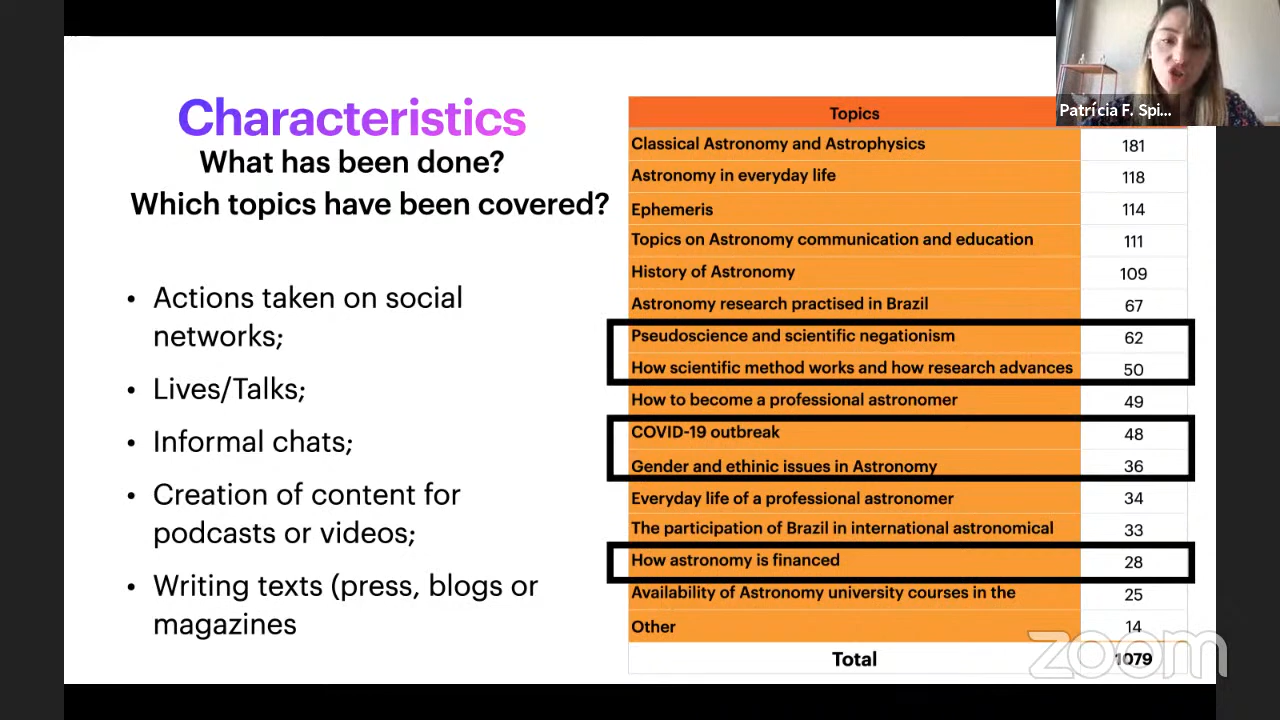 Characteristics
What has been done?
Which topics have been covered?
• Actions taken on social
networks;
• Lives/Talks;
• Informal chats;
• Creation of content for
podcasts or videos;
• Writing texts (press, blogs or
magazines
Topics
Classical Astronomy and Astrophysics 181
Astronomy in everyday life 118
Ephemeris 114
Topics on Astronomy communication and education 111
History of Astronomy 109
Astronomy research practised in Brazil 67
Pseudoscience and scientific negationism 62
How scientific method works and how research advances 50
How to become a professional astronomer 49
COVID-19 outbreak 48
Gender and ethinic issues in Astronomy 36
Everyday life of a professional astronomer 34
The participation of Brazil in international astronomical 33
How astronomy is financed 28
Availability of Astronomy university courses in the 25
Other 14
Total 1079
Patrícia F. Spi...
zoom